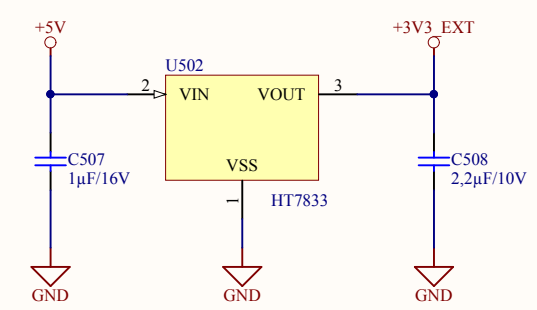 +5V
+3V3_EXT
U502
2
VIN
VOUT
3
C507
1µF/16V
VSS
C508
2,2µF/10V
1
HT7833
GND
GND
GND